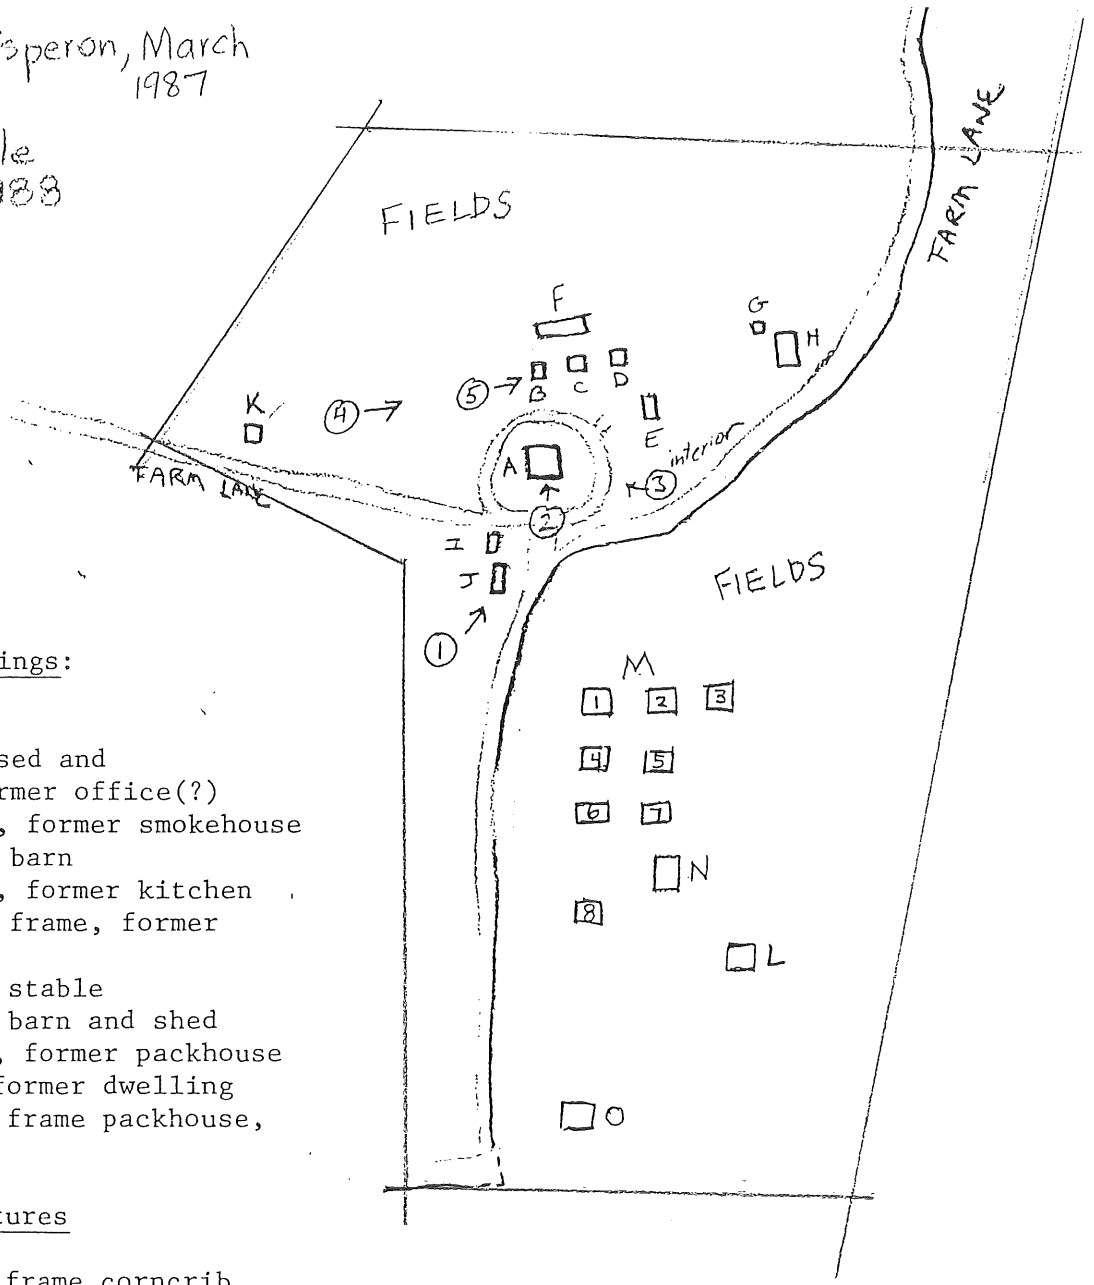 speron, March
1987
le
88
FIELDS
FARM LANE
F
G
H
B
C
D
E
K
④
⑤
A
interior
③
②
FARM LANE
I
J
①
FIELDS
ings:
M
1
2
3
4
5
6
7
N
8
L
O
sed and
rmer office(?)
, former smokehouse
barn
, former kitchen
frame, former
stable
barn and shed
, former packhouse
former dwelling
frame packhouse,
tures
frame corncrib